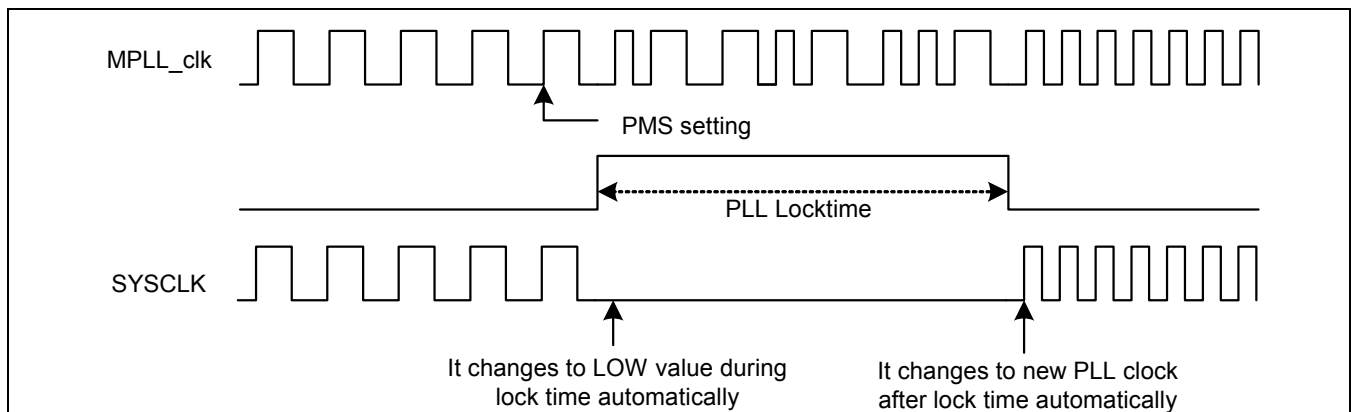 MPLL_clk
PMS setting
PLL Locktime
SYSCLK
It changes to LOW value during
lock time automatically
It changes to new PLL clock
after lock time automatically